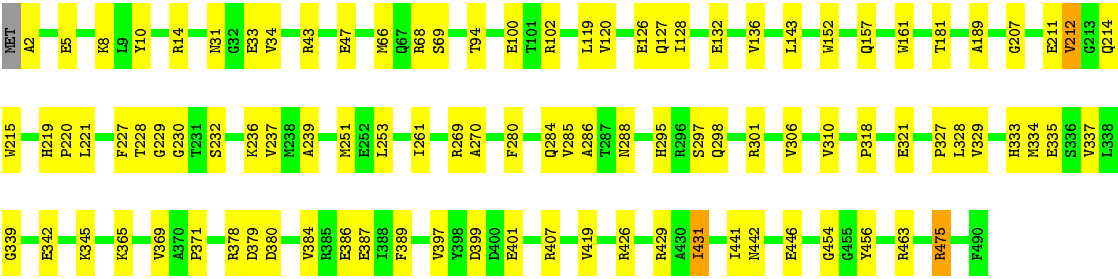 MET A2 E5 K8 L9 Y10 R14 N31 G32 E33 V34 R43 E47 M66 Q67 R68 S69 T94 E100 T101 R102 L119 V120 E126 Q127 I128 E132 V136 L143 W152 Q157 W161 T181 A189 G207 E211 V212 G213 Q214
W215 H219 P220 L221 F227 T228 G229 G230 T231 S232 K236 V237 M238 A239 M251 E252 L253 I261 R269 A270 F280 Q284 V285 A286 T287 N288 H295 R296 S297 Q298 R301 V306 V310 P318 E321 P327 L328 V329 H333 M334 E335 S336 V337 L338
G339 E342 K345 K365 V369 A370 P371 R378 D379 D380 V384 R385 E386 E387 I388 F389 V397 Y398 D399 D400 E401 R407 V419 R426 R429 A430 I431 I441 N442 E446 G454 G455 Y456 R463 R475 F490